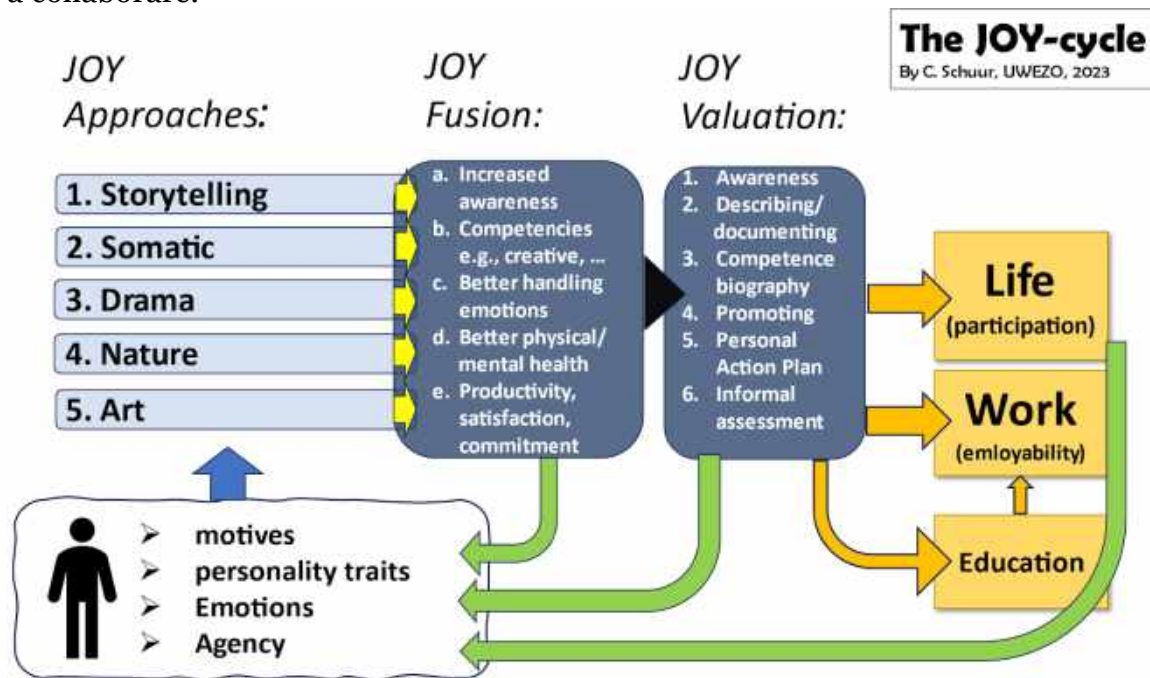 a collaborare.
The JOY-cycle
By C. Schuur, UWEZO, 2023
JOY
Approaches:
JOY
Fusion:
JOY
Valuation:
1. Storytelling
2. Somatic
3. Drama
4. Nature
5. Art
a. Increased
awareness
b. Competencies
e.g., creative, ...
c. Better handling
emotions
d. Better physical/
mental health
e. Productivity,
satisfaction,
commitment
1. Awareness
2. Describing/
documenting
3. Competence
biography
4. Promoting
5. Personal
Action Plan
6. Informal
assessment
Life
(participation)
Work
(emloyability)
Education
➢ motives
➢ personality traits
➢ Emotions
➢ Agency